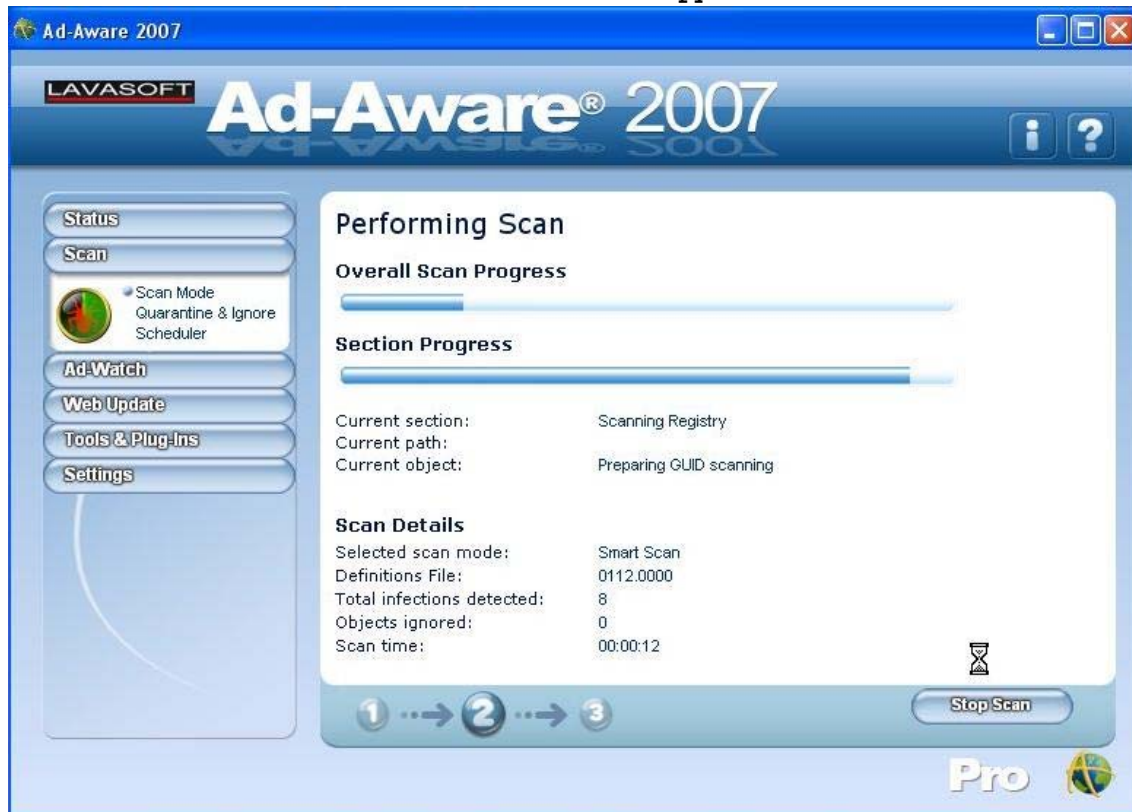 Ad-Aware 2007
LAVASOFT
Ad-Aware® 2007
Status
Scan
Scan Mode
Quarantine & Ignore
Scheduler
Ad-Watch
Web Update
Tools & Plug-Ins
Settings
Performing Scan
Overall Scan Progress
Section Progress
Current section: Scanning Registry
Current path:
Current object: Preparing GUID scanning
Scan Details
Selected scan mode: Smart Scan
Definitions File: 0112.0000
Total infections detected: 8
Objects ignored: 0
Scan time: 00:00:12
1 2 3
Stop Scan
Pro